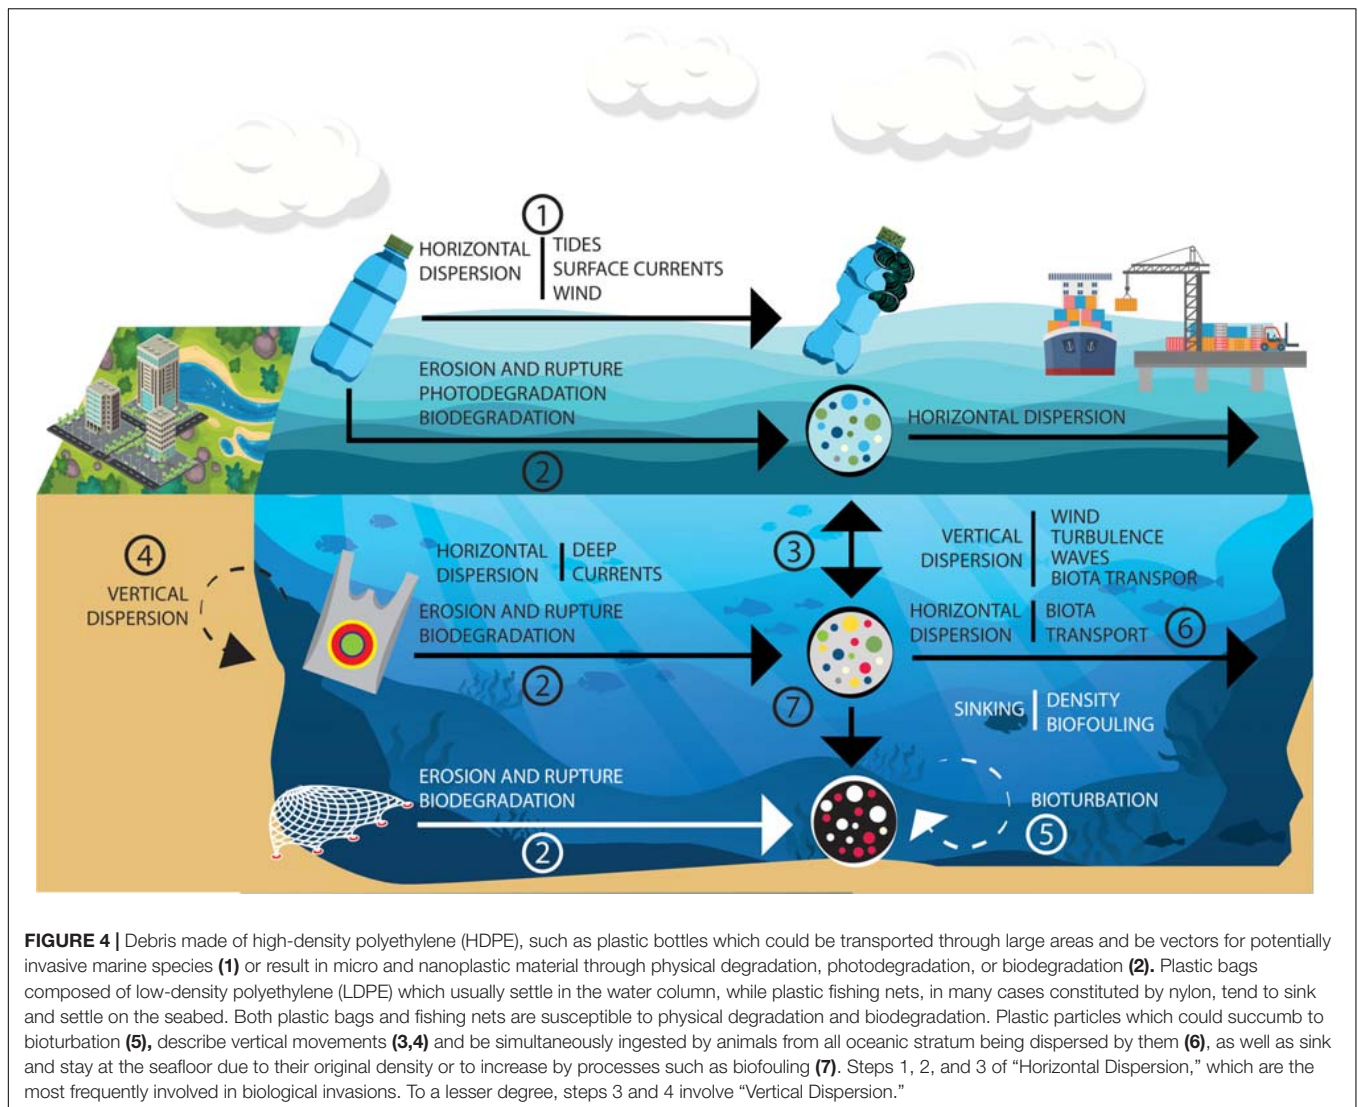 1
HORIZONTAL
DISPERSION
TIDES
SURFACE CURRENTS
WIND
EROSION AND RUPTURE
PHOTODEGRADATION
BIODEGRADATION
2
HORIZONTAL DISPERSION
4
VERTICAL
DISPERSION
HORIZONTAL
DISPERSION
DEEP
CURRENTS
EROSION AND RUPTURE
BIODEGRADATION
2
3
VERTICAL
DISPERSION
WIND
TURBULENCE
WAVES
BIOTA TRANSPOR
HORIZONTAL
DISPERSION
BIOTA
TRANSPORT
6
7
SINKING
DENSITY
BIOFOULING
EROSION AND RUPTURE
BIODEGRADATION
2
BIOTURBATION
5
FIGURE 4 | Debris made of high-density polyethylene (HDPE), such as plastic bottles which could be transported through large areas and be vectors for potentially
invasive marine species (1) or result in micro and nanoplastic material through physical degradation, photodegradation, or biodegradation (2). Plastic bags
composed of low-density polyethylene (LDPE) which usually settle in the water column, while plastic fishing nets, in many cases constituted by nylon, tend to sink
and settle on the seabed. Both plastic bags and fishing nets are susceptible to physical degradation and biodegradation. Plastic particles which could succumb to
bioturbation (5), describe vertical movements (3,4) and be simultaneously ingested by animals from all oceanic stratum being dispersed by them (6), as well as sink
and stay at the seafloor due to their original density or to increase by processes such as biofouling (7). Steps 1, 2, and 3 of “Horizontal Dispersion,” which are the
most frequently involved in biological invasions. To a lesser degree, steps 3 and 4 involve “Vertical Dispersion.”